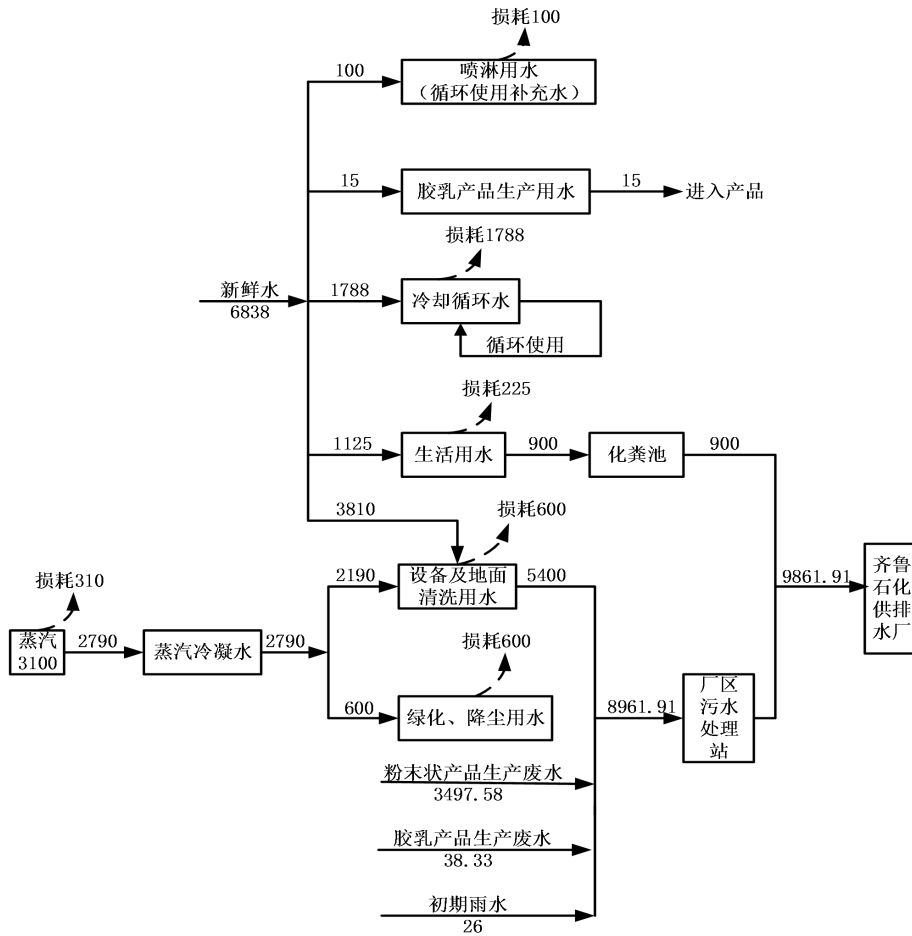 损耗100
100
喷淋用水
（循环使用补充水）
15
胶乳产品生产用水
15
进入产品
损耗1788
新鲜水
6838
1788
冷却循环水
循环使用
损耗225
1125
生活用水
900
化粪池
900
3810
损耗600
损耗310
蒸汽
3100
2790
蒸汽冷凝水
2790
2190
设备及地面
清洗用水
5400
9861.91
齐鲁
石化
供排
水厂
损耗600
600
绿化、降尘用水
8961.91
厂区
污水
处理
站
粉末状产品生产废水
3497.58
胶乳产品生产废水
38.33
初期雨水
26